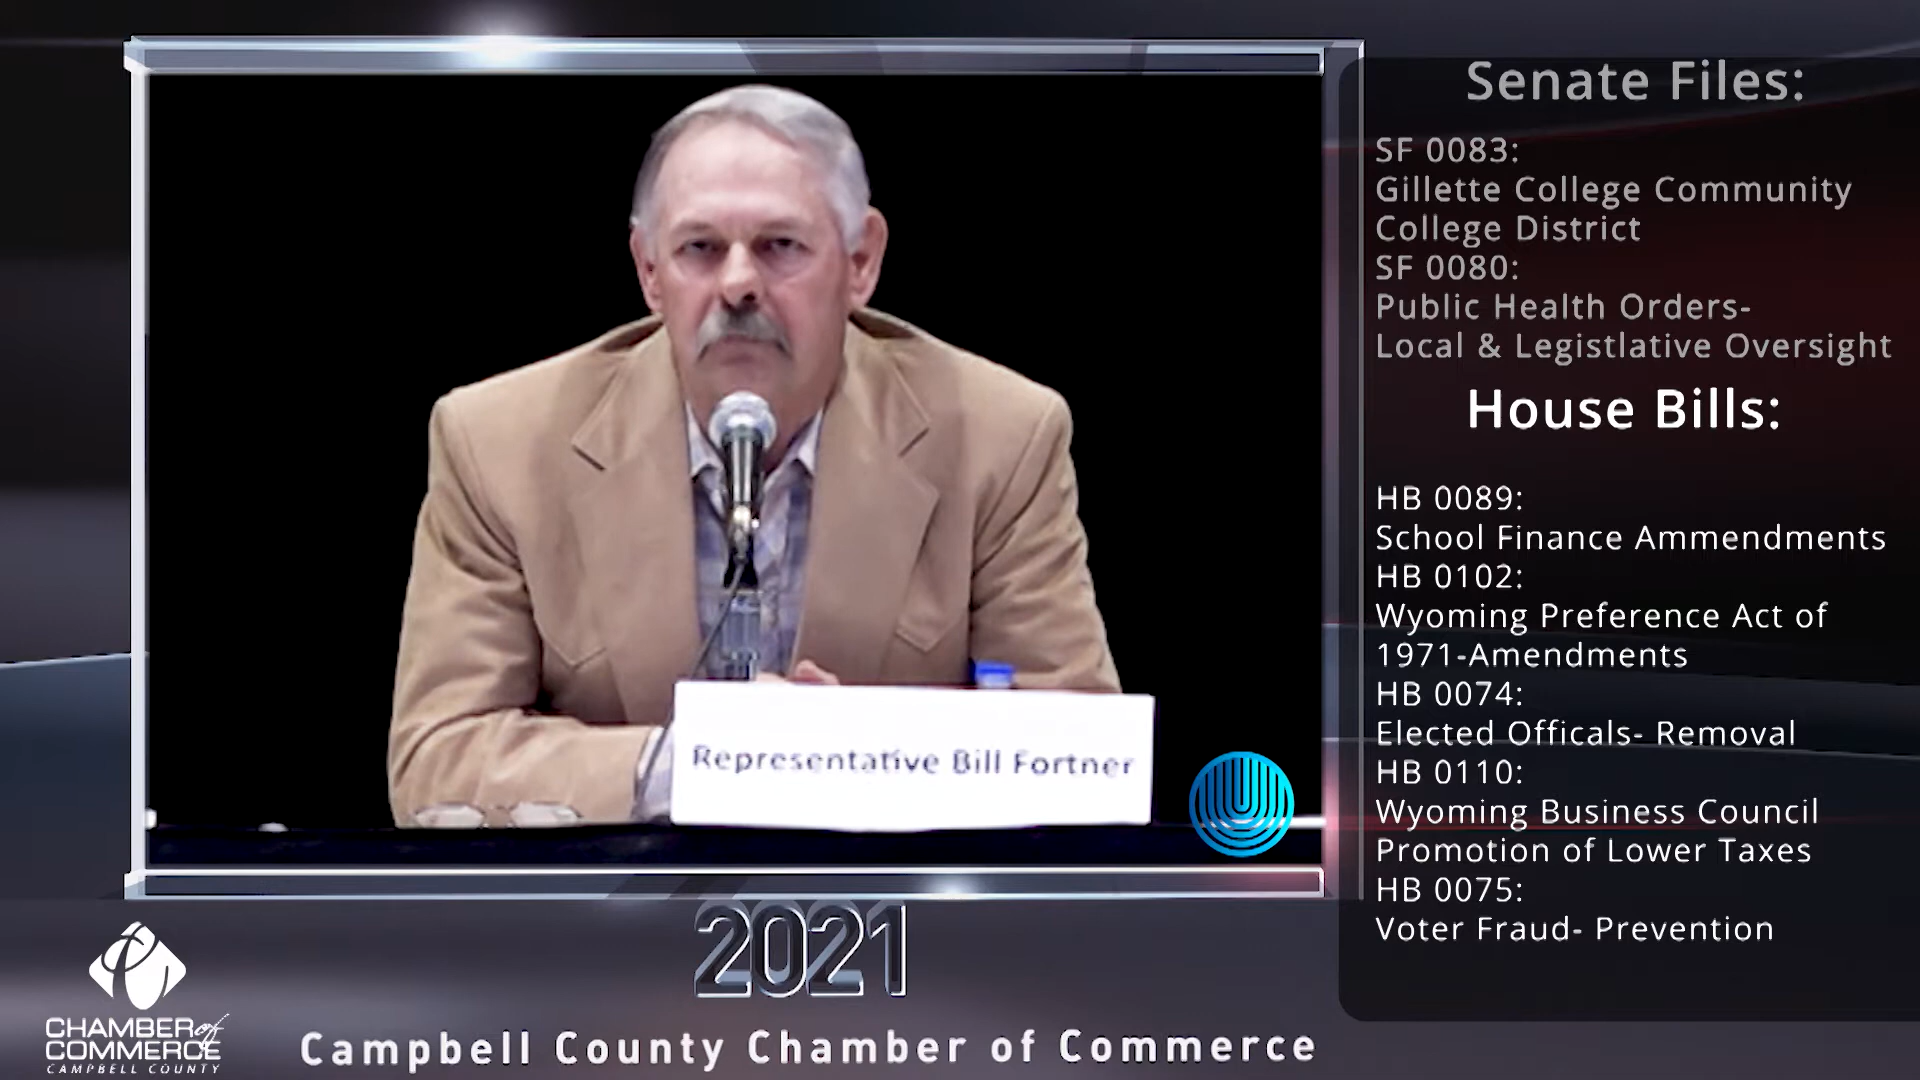 Senate Files:
SF 0083:
Gillette College Community
College District
SF 0080:
Public Health Orders-
Local & Legistlative Oversight
House Bills:
HB 0089:
School Finance Ammendments
HB 0102:
Wyoming Preference Act of
1971-Amendments
HB 0074:
Elected Officals- Removal
HB 0110:
Wyoming Business Council
Promotion of Lower Taxes
HB 0075:
Voter Fraud- Prevention
Representative Bill Fortner
2021
Campbell County Chamber of Commerce
CHAMBER of
COMMERCE
CAMPBELL COUNTY